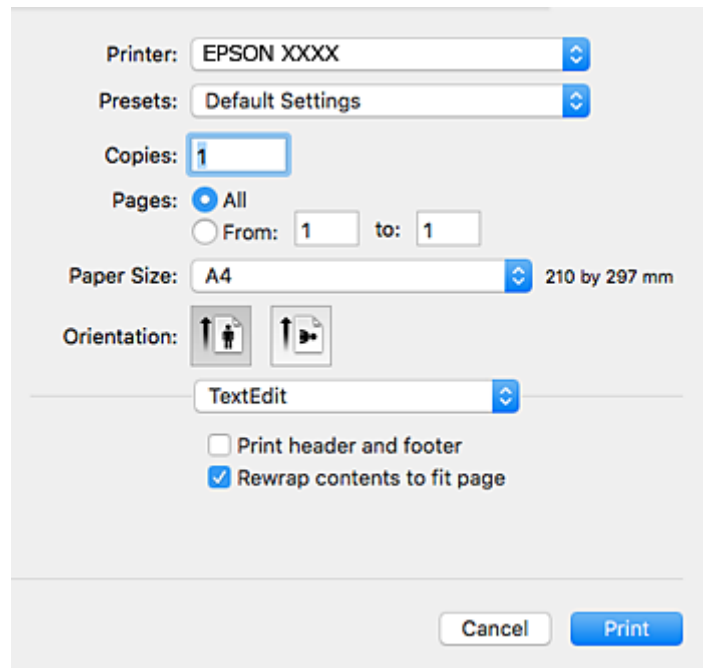 Printer: EPSON XXXX
Presets: Default Settings
Copies: 1
Pages: All
From: 1 to: 1
Paper Size: A4 210 by 297 mm
Orientation:
TextEdit
Print header and footer
Rewrap contents to fit page
Cancel Print